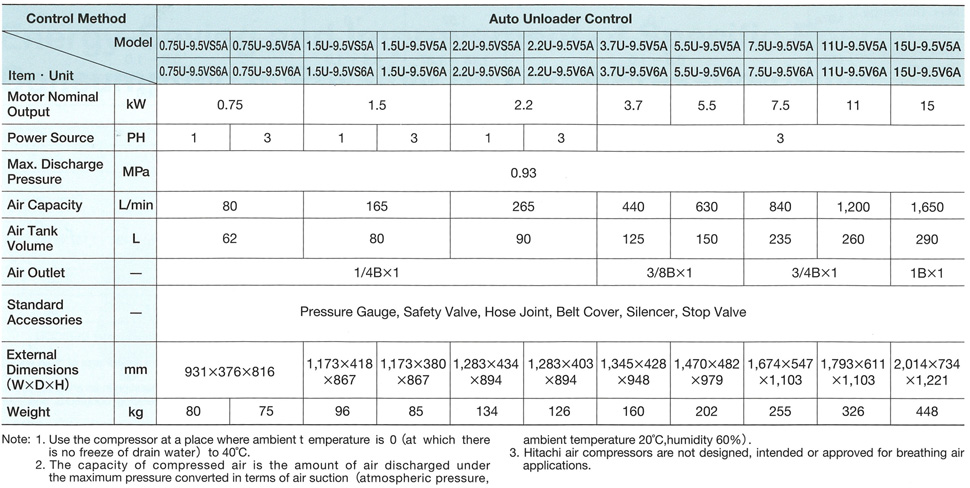 Control Method Auto Unloader Control
Model 0.75U-9.5VS5A 0.75U-9.5V5A 1.5U-9.5VS5A 1.5U-9.5V5A 2.2U-9.5VS5A 2.2U-9.5V5A 3.7U-9.5V5A 5.5U-9.5V5A 7.5U-9.5V5A 11U-9.5V5A 15U-9.5V5A
Item · Unit 0.75U-9.5VS6A 0.75U-9.5V6A 1.5U-9.5VS6A 1.5U-9.5V6A 2.2U-9.5VS6A 2.2U-9.5V6A 3.7U-9.5V6A 5.5U-9.5V6A 7.5U-9.5V6A 11U-9.5V6A 15U-9.5V6A
Motor Nominal
Output kW 0.75 1.5 2.2 3.7 5.5 7.5 11 15
Power Source PH 1 3 1 3 1 3 3
Max. Discharge
Pressure MPa 0.93
Air Capacity L/min 80 165 265 440 630 840 1,200 1,650
Air Tank
Volume L 62 80 90 125 150 235 260 290
Air Outlet — 1/4B×1 3/8B×1 3/4B×1 1B×1
Standard
Accessories — Pressure Gauge, Safety Valve, Hose Joint, Belt Cover, Silencer, Stop Valve
External
Dimensions
(W×D×H) mm 931×376×816 1,173×418 1,173×380 1,283×434 1,283×403 1,345×428 1,470×482 1,674×547 1,793×611 2,014×734
×867 ×867 ×894 ×894 ×948 ×979 ×1,103 ×1,103 ×1,221
Weight kg 80 75 96 85 134 126 160 202 255 326 448
Note: 1. Use the compressor at a place where ambient t emperature is 0 (at which there
is no freeze of drain water) to 40℃.
2. The capacity of compressed air is the amount of air discharged under
the maximum pressure converted in terms of air suction (atmospheric pressure,
ambient temperature 20℃,humidity 60%).
3. Hitachi air compressors are not designed, intended or approved for breathing air
applications.